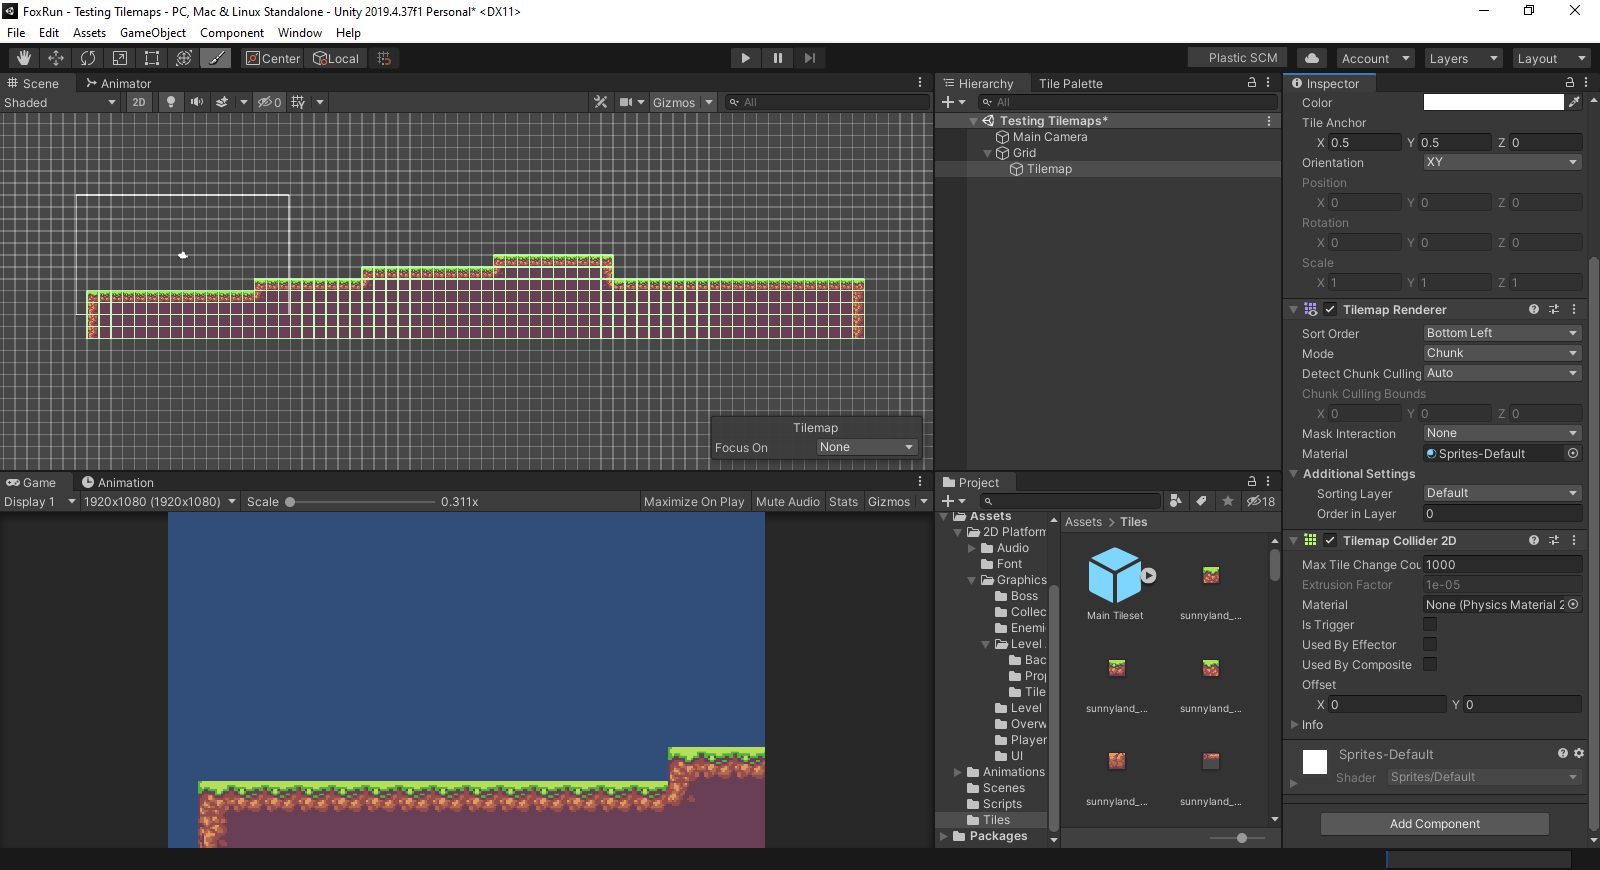 FoxRun - Testing Tilemaps - PC, Mac & Linux Standalone - Unity 2019.4.37f1 Personal* <DX11>
File Edit Assets GameObject Component Window Help
Center Local Plastic SCM Account Layers Layout
Scene Animator
Shaded 2D 0 Gizmos All
Tilemap
Focus On None
Game Animation
Display 1 1920x1080 (1920x1080) Scale 0.311x Maximize On Play Mute Audio Stats Gizmos
Hierarchy Tile Palette
All
Testing Tilemaps*
Main Camera
Grid
Tilemap
Project
18
Assets
2D Platform
Audio
Font
Graphics
Boss
Collec
Enemi
Level
Bac
Prop
Tile
Level
Overw
Player
UI
Animations
Scenes
Scripts
Tiles
Packages
Assets > Tiles
Main Tileset sunnyland_...
sunnyland_... sunnyland_...
sunnyland_... sunnyland_...
Inspector
Color
Tile Anchor
X 0.5 Y 0.5 Z 0
Orientation XY
Position
X 0 Y 0 Z 0
Rotation
X 0 Y 0 Z 0
Scale
X 1 Y 1 Z 1
Tilemap Renderer
Sort Order Bottom Left
Mode Chunk
Detect Chunk Culling Auto
Chunk Culling Bounds
X 0 Y 0 Z 0
Mask Interaction None
Material Sprites-Default
Additional Settings
Sorting Layer Default
Order in Layer 0
Tilemap Collider 2D
Max Tile Change Cou 1000
Extrusion Factor 1e-05
Material None (Physics Material 2
Is Trigger
Used By Effector
Used By Composite
Offset
X 0 Y 0
Info
Sprites-Default
Shader Sprites/Default
Add Component